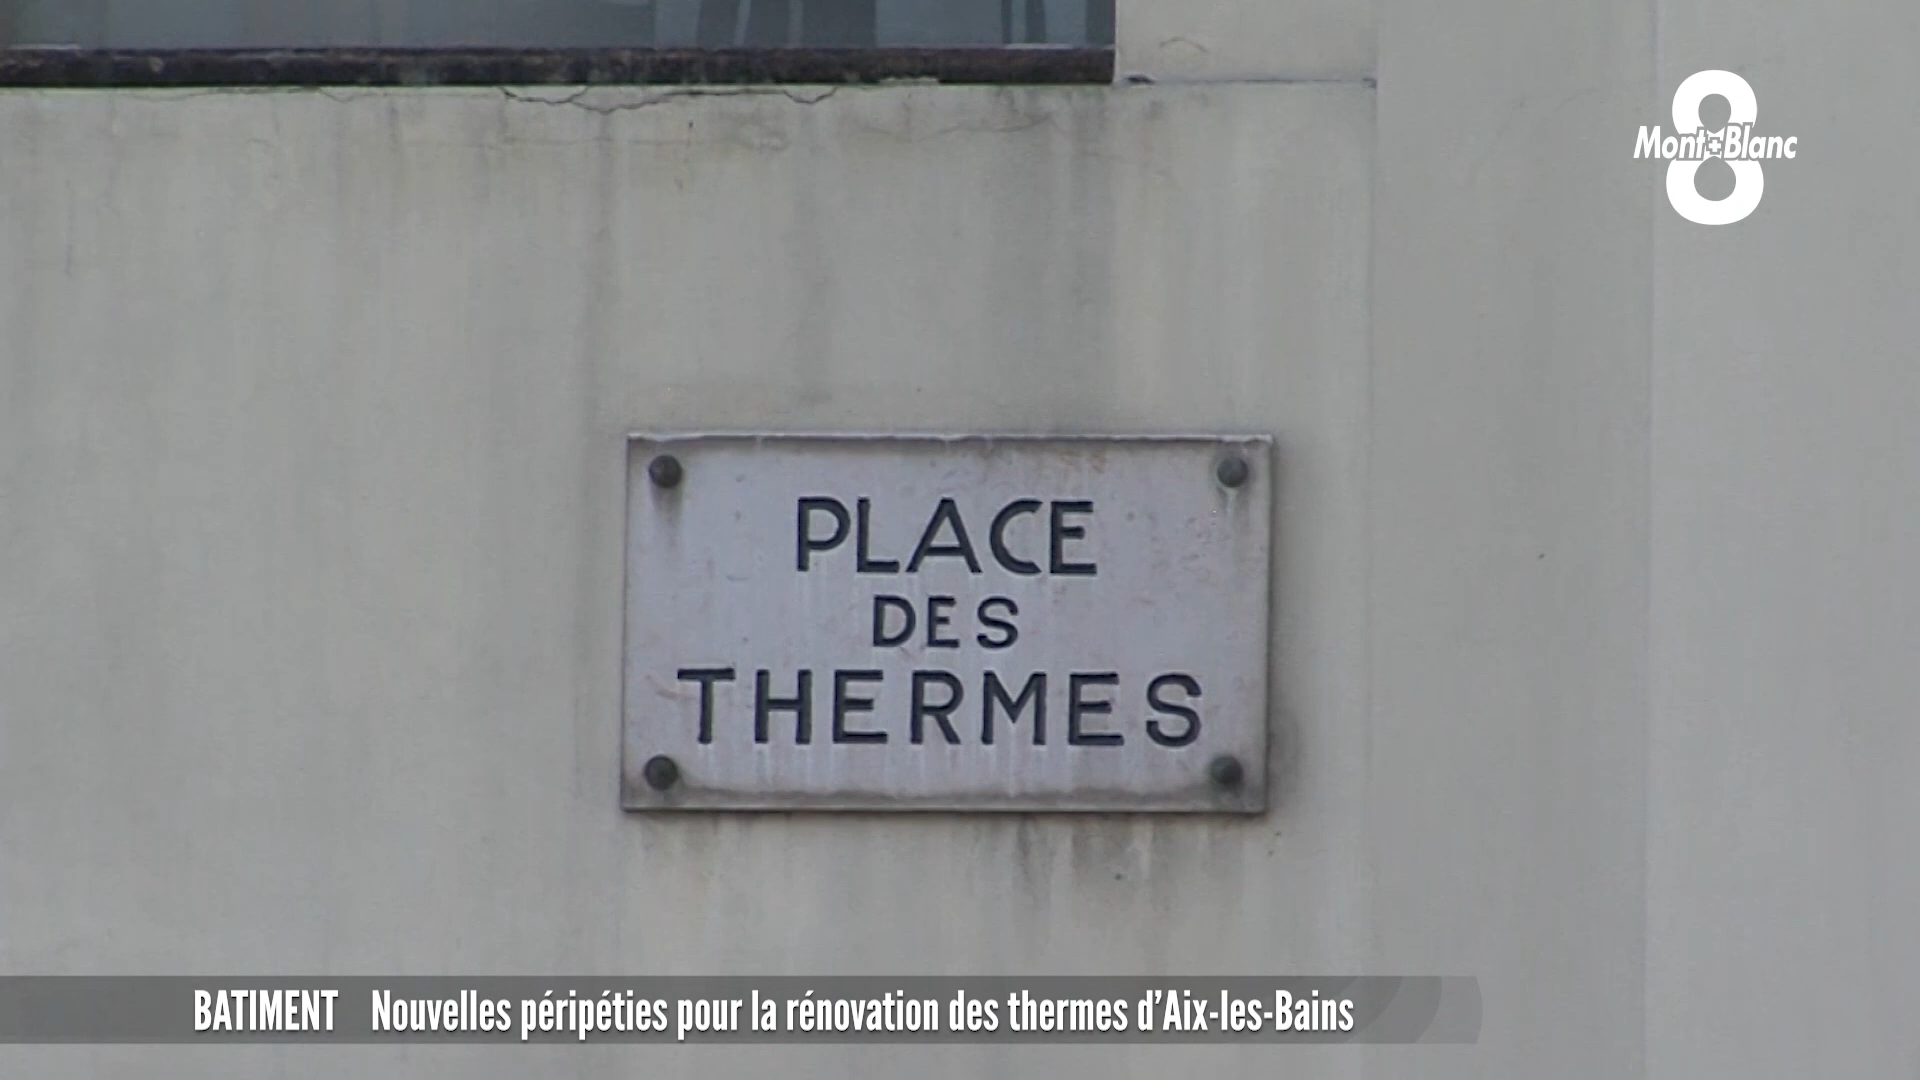 8
Mont Blanc
PLACE
DES
THERMES
BATIMENT Nouvelles péripéties pour la rénovation des thermes d'Aix-les-Bains